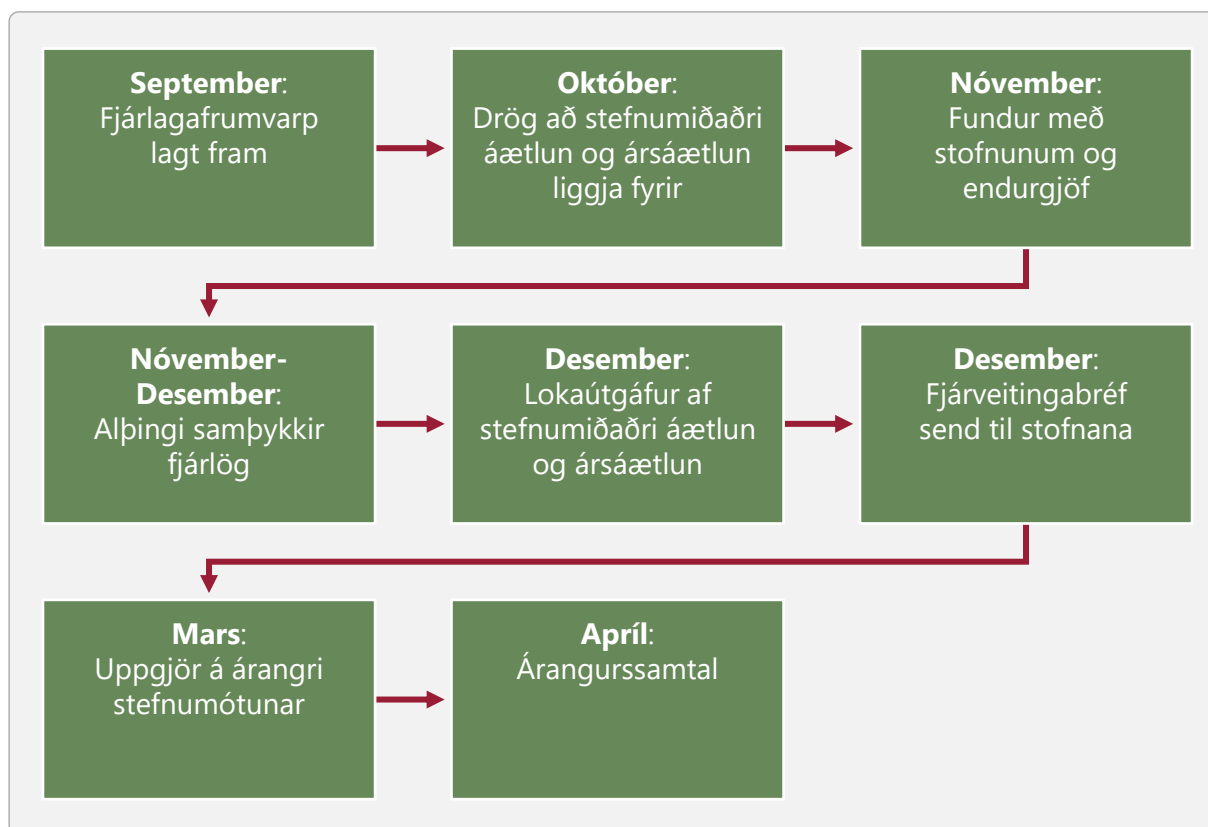 September:
Fjárlagafrumvarp
lagt fram
Október:
Drög að stefnumiðaðri
áætlun og ársáætlun
liggja fyrir
Nóvember:
Fundur með
stofnunum og
endurgjöf
Nóvember-
Desember:
Alþingi samþykkir
fjárlög
Desember:
Lokaútgáfur af
stefnumiðaðri áætlun
og ársáætlun
Desember:
Fjárveitingabréf
send til stofnana
Mars:
Uppgjör á árangri
stefnumótunar
Apríl:
Árangurssamtal